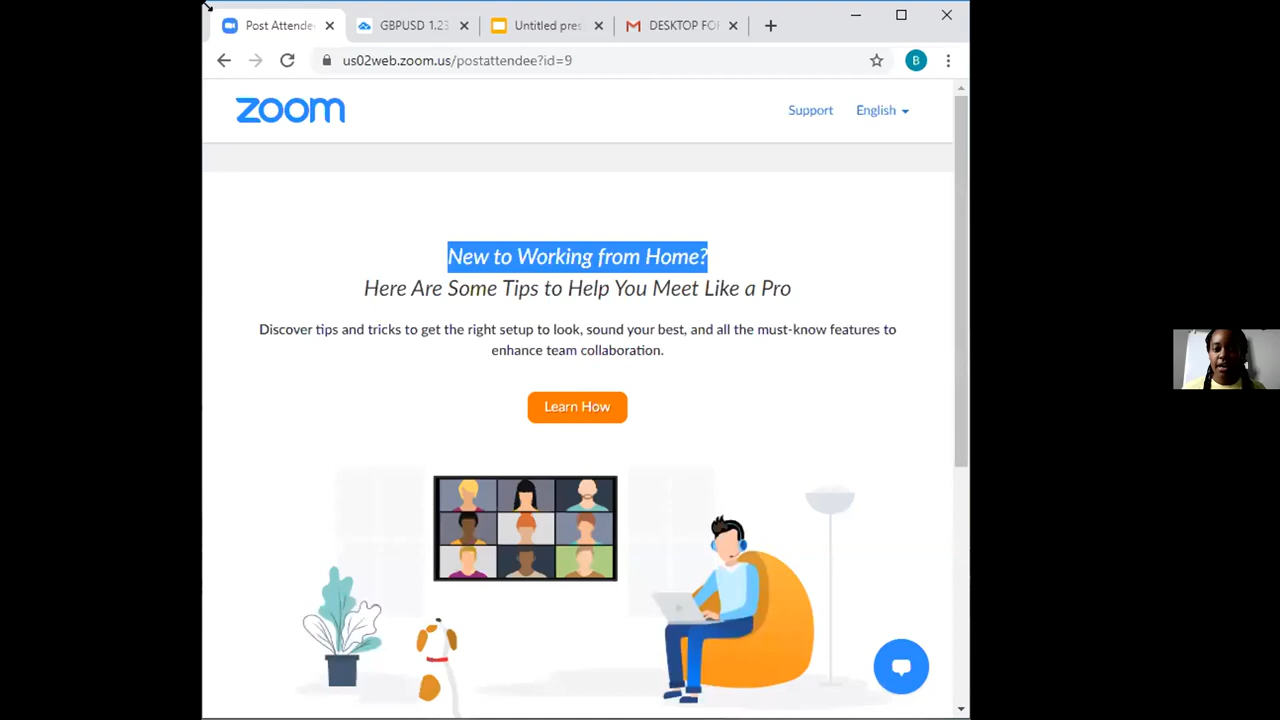 Post Attende
GBPUSD 1.23
Untitled pres
DESKTOP FOR
us02web.zoom.us/postattendee?id=9
B
zoom
Support
English
New to Working from Home?
Here Are Some Tips to Help You Meet Like a Pro
Discover tips and tricks to get the right setup to look, sound your best, and all the must-know features to
enhance team collaboration.
Learn How